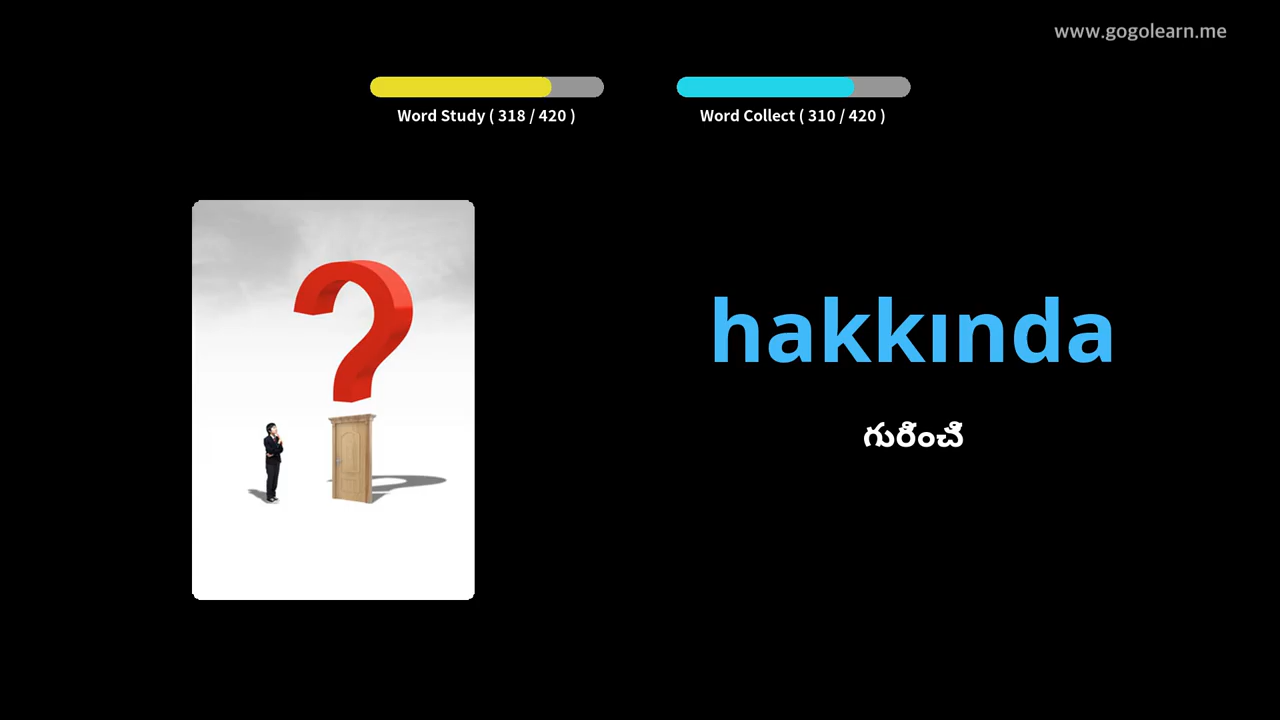 www.gogolearn.me
Word Study ( 318 / 420 )
Word Collect ( 310 / 420 )
hakkında
గురించి